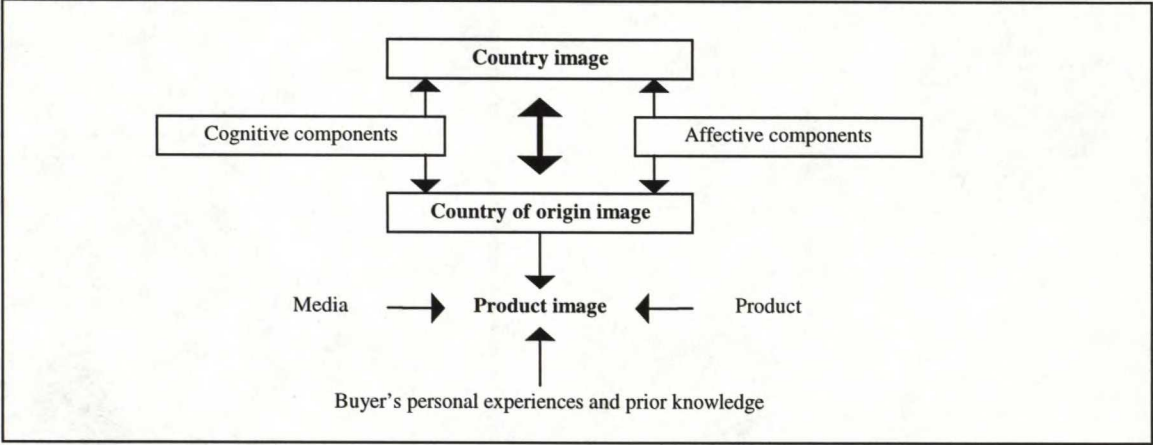 Country image
Cognitive components
Affective components
Country of origin image
Media
Product image
Product
Buyer's personal experiences and prior knowledge